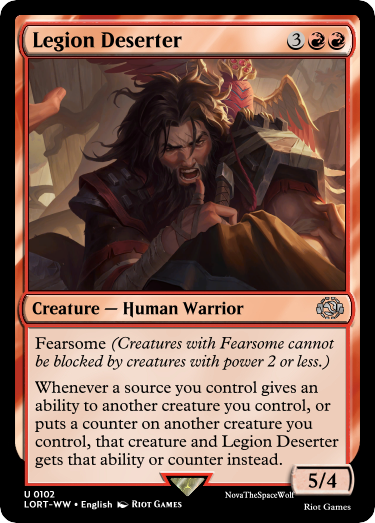 Legion Deserter 3
Creature — Human Warrior
Fearsome (Creatures with Fearsome cannot
be blocked by creatures with power 2 or less.)
Whenever a source you control gives an
ability to another creature you control, or
puts a counter on another creature you
control, that creature and Legion Deserter
gets that ability or counter instead.
5/4
U 0102
LORT-WW • English RIOT GAMES
NovaTheSpaceWolf
Riot Games